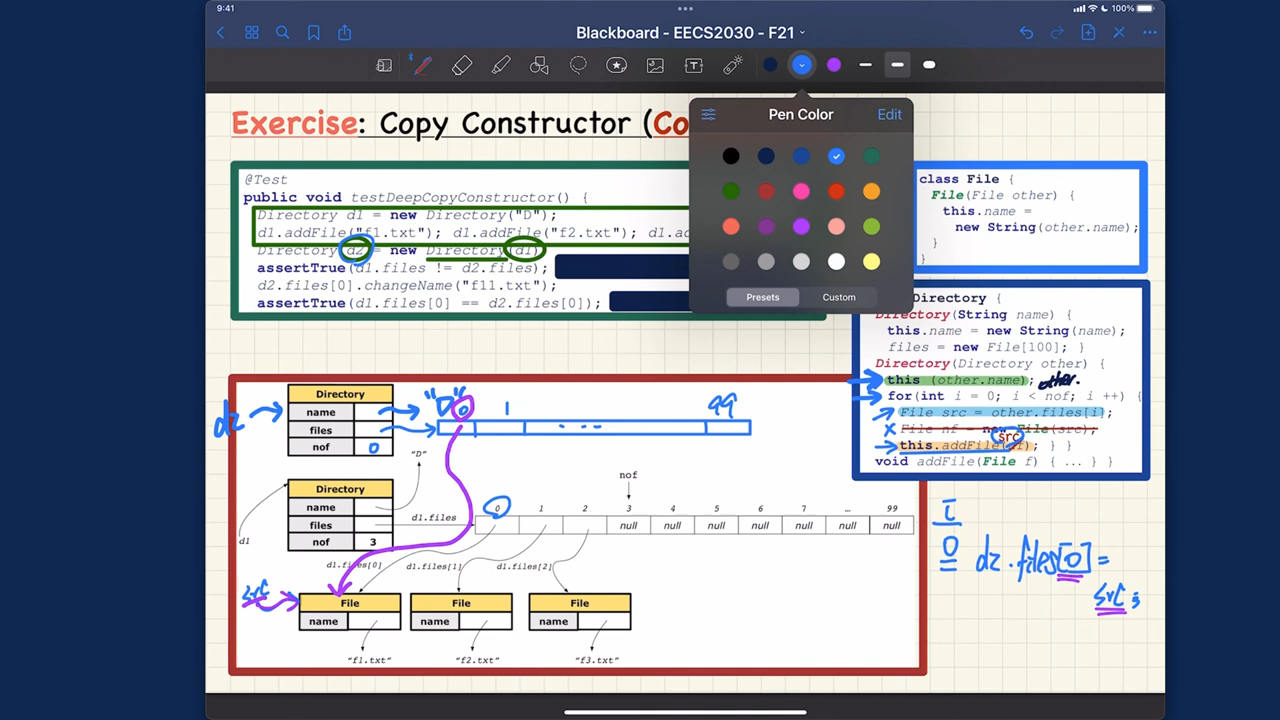 9:41
100%
Blackboard - EECS2030 - F21
Exercise: Copy Constructor (Co
Pen Color
Edit
Presets
Custom
@Test
public void testDeepCopyConstructor() {
Directory d1 = new Directory("D");
d1.addFile("f1.txt"); d1.addFile("f2.txt"); d1.ad
Directory d2 = new Directory(d1)
assertTrue(d1.files != d2.files);
d2.files[0].changeName("f11.txt");
assertTrue(d1.files[0] == d2.files[0]);
class File {
File(File other) {
this.name =
new String(other.name);
}
}
Directory {
Directory(String name) {
this.name = new String(name);
files = new File[100]; }
Directory(Directory other) {
this (other.name); other.
for(int i = 0; i < nof; i ++) {
File src = other.files[i];
x File nf = new File(src);
src
this.addFile(nf); } }
void addFile(File f) { ... } }
d2
Directory
name
files
nof 0
"D" 0 1 99
...
"D"
Directory
name
files
nof 3
d1
d1.files
nof
0 1 2 3 4 5 6 7 … 99
null null null null null null
d1.files[0] d1.files[1] d1.files[2]
src
File File File
name name name
"f1.txt" "f2.txt" "f3.txt"
i
0 d2.files[0] =
src;